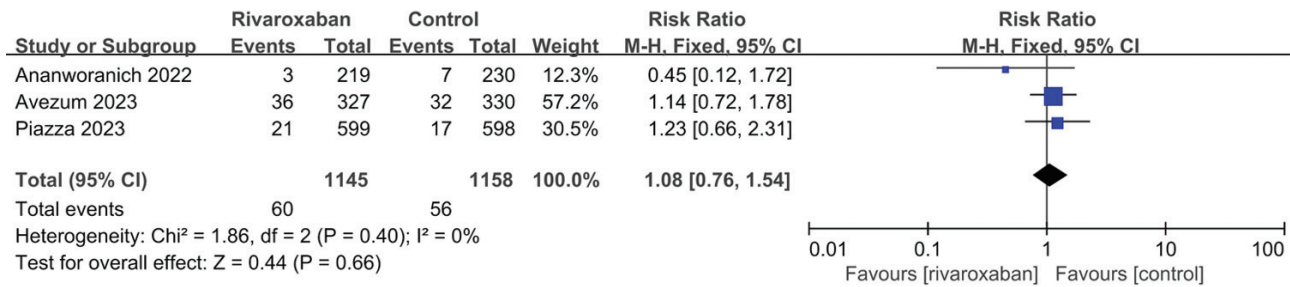 Rivaroxaban Control Risk Ratio Risk Ratio
Study or Subgroup Events Total Events Total Weight M-H, Fixed, 95% CI M-H, Fixed, 95% CI
Ananworanich 2022 3 219 7 230 12.3% 0.45 [0.12, 1.72]
Avezum 2023 36 327 32 330 57.2% 1.14 [0.72, 1.78]
Piazza 2023 21 599 17 598 30.5% 1.23 [0.66, 2.31]
Total (95% CI) 1145 1158 100.0% 1.08 [0.76, 1.54]
Total events 60 56
Heterogeneity: Chi² = 1.86, df = 2 (P = 0.40); I² = 0%
Test for overall effect: Z = 0.44 (P = 0.66)
0.01 0.1 1 10 100
Favours [rivaroxaban] Favours [control]